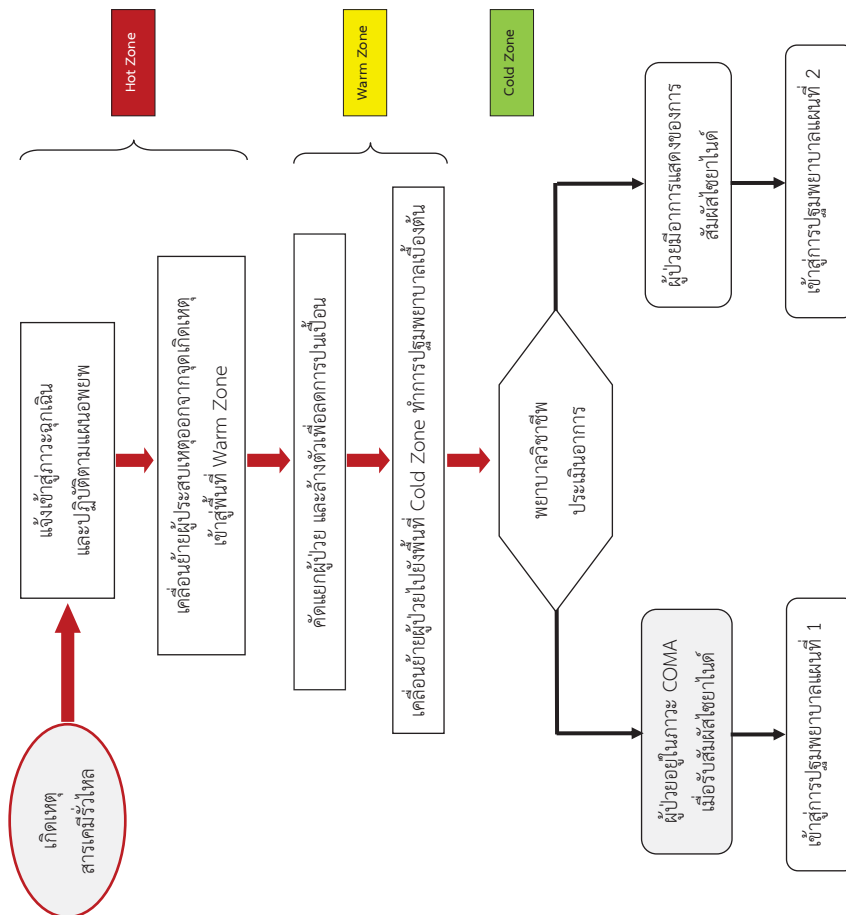 เกิดเหตุ
สารเคมีรั่วไหล
แจ้งเข้าสู่ภาวะฉุกเฉิน
และปฏิบัติตามแผนอพยพ
เคลื่อนย้ายผู้ประสบเหตุออกจากจุดเกิดเหตุ
เข้าสู่พื้นที่ Warm Zone
Hot Zone
คัดแยกผู้ป่วย และล้างตัวเพื่อลดการปนเปื้อน
เคลื่อนย้ายผู้ป่วยไปยังพื้นที่ Cold Zone ทำการปฐมพยาบาลเบื้องต้น
Warm Zone
Cold Zone
พยาบาลวิชาชีพ
ประเมินอาการ
ผู้ป่วยอยู่ในภาวะ COMA
เมื่อรับสัมผัสไซยาไนด์
เข้าสู่การปฐมพยาบาลแผนที่ 1
ผู้ป่วยมีอาการแสดงของการ
สัมผัสไซยาไนด์
เข้าสู่การปฐมพยาบาลแผนที่ 2